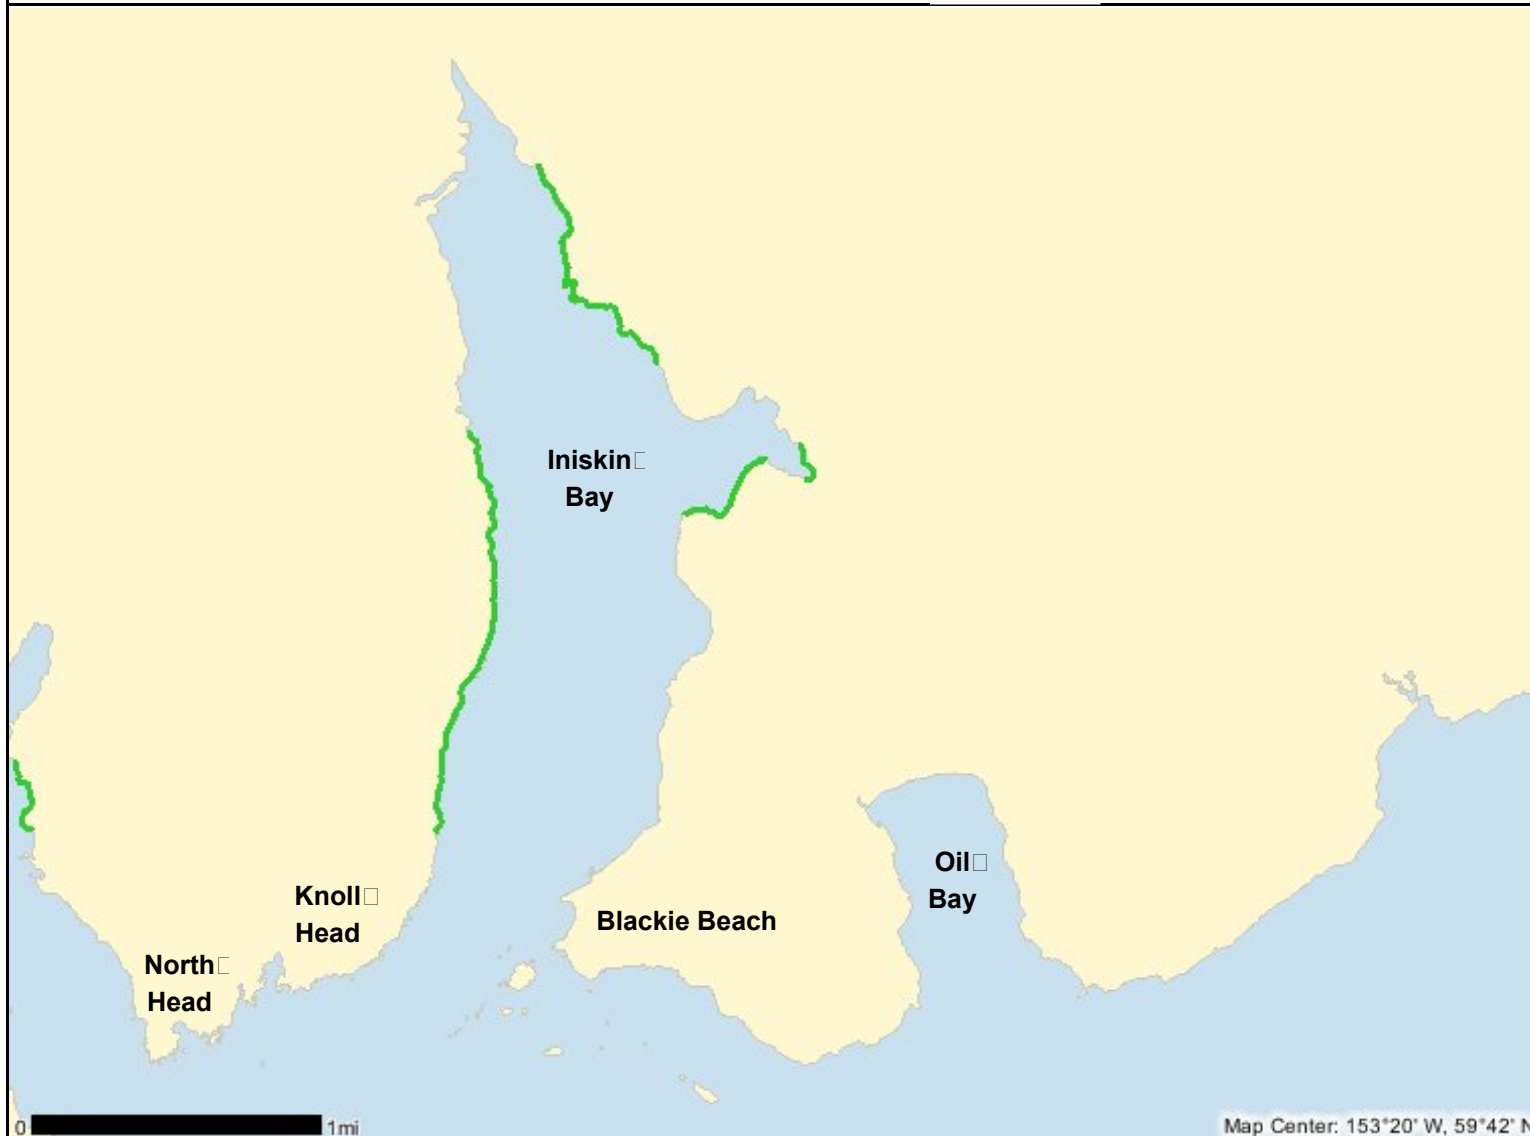 Iniskin
Bay
Oil
Bay
Knoll
Head
Blackie Beach
North
Head
0 1mi
Map Center: 153°20' W, 59°42' N